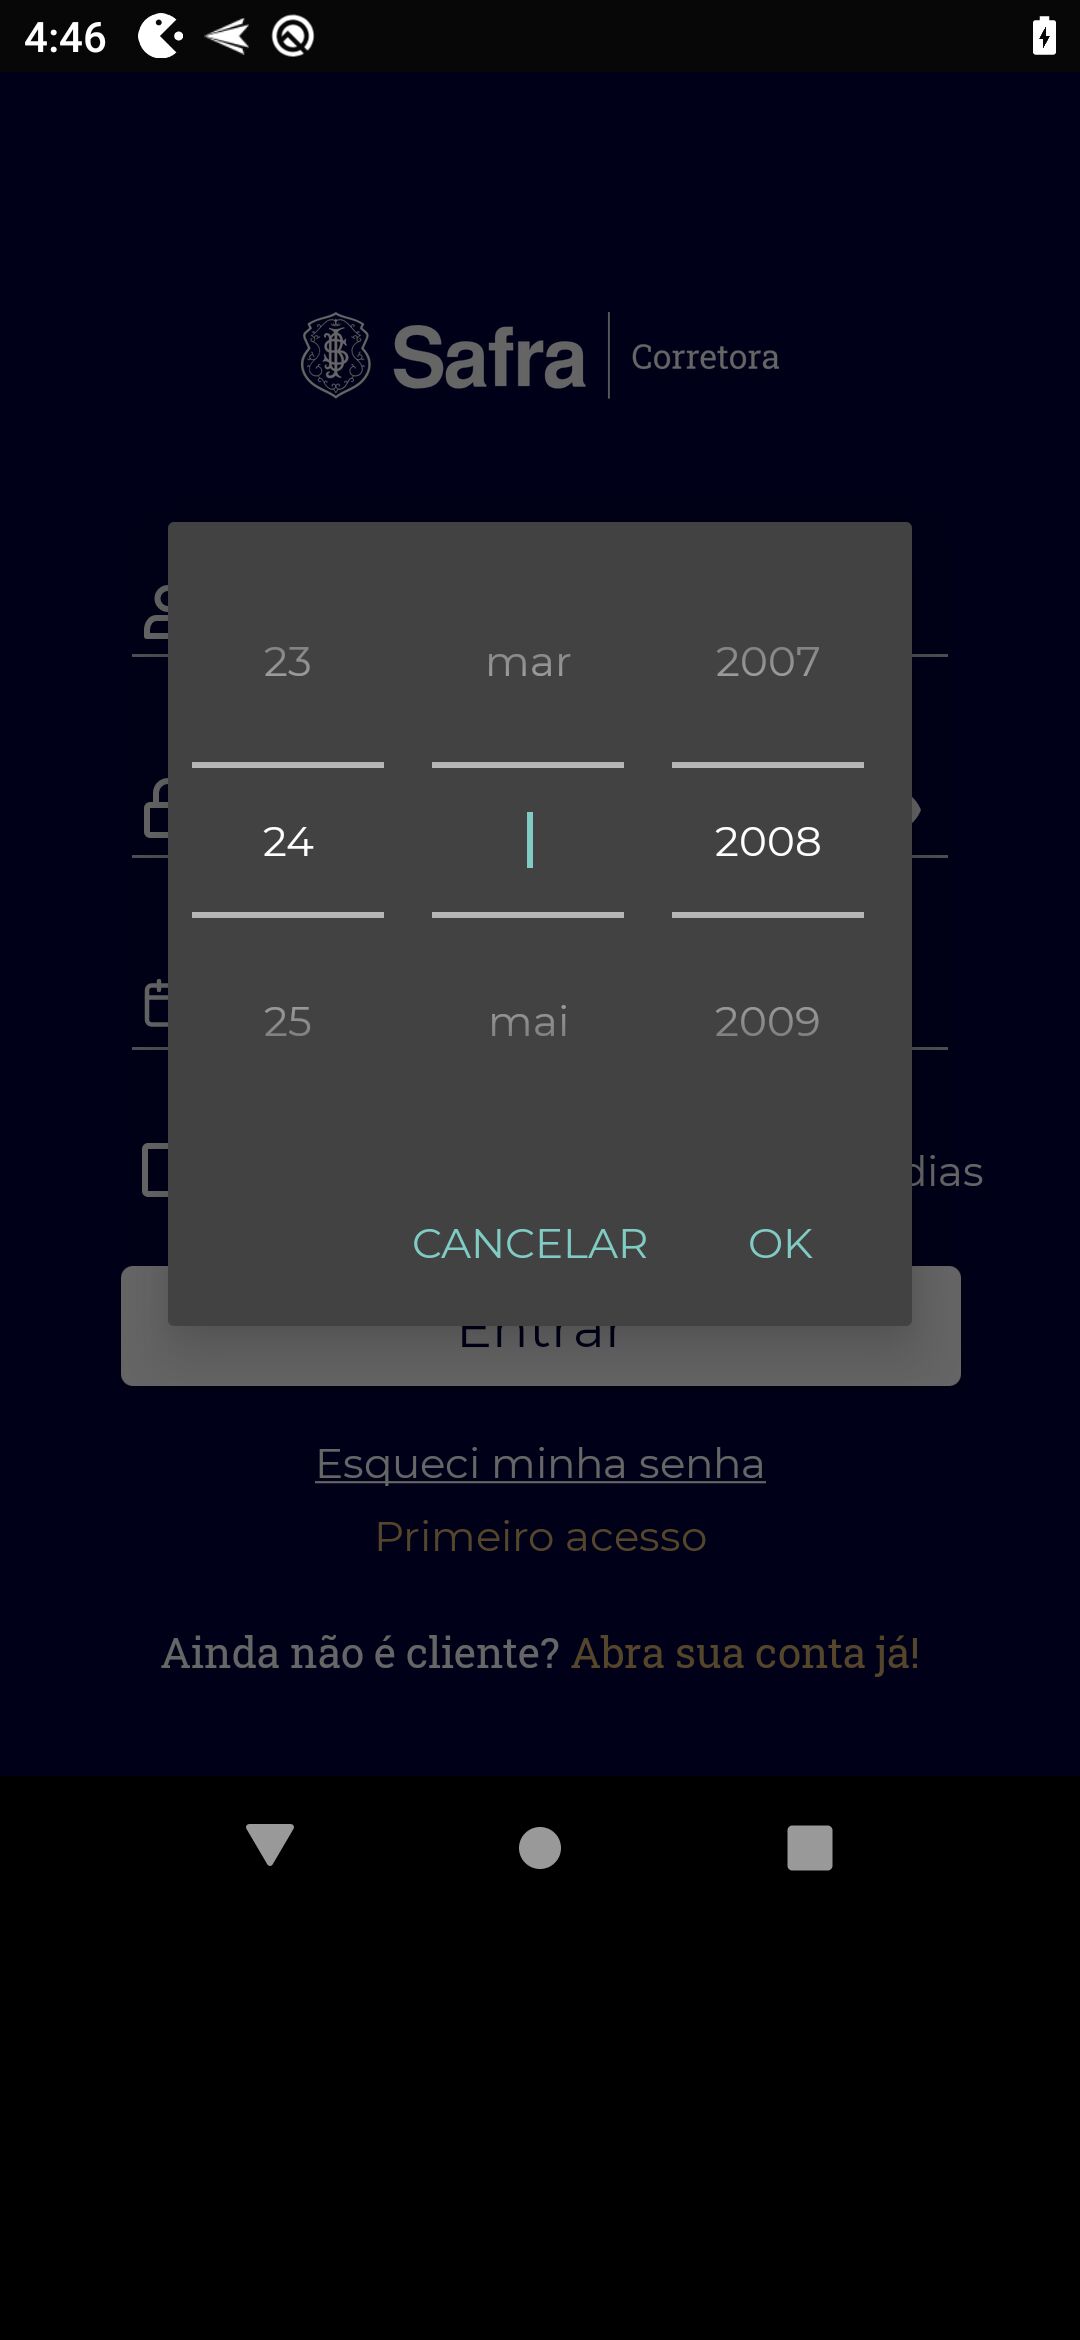 4:46
Safra Corretora
23 mar 2007
24 2008
25 mai 2009
dias
CANCELAR OK
Entrar
Esqueci minha senha
Primeiro acesso
Ainda não é cliente? Abra sua conta já!